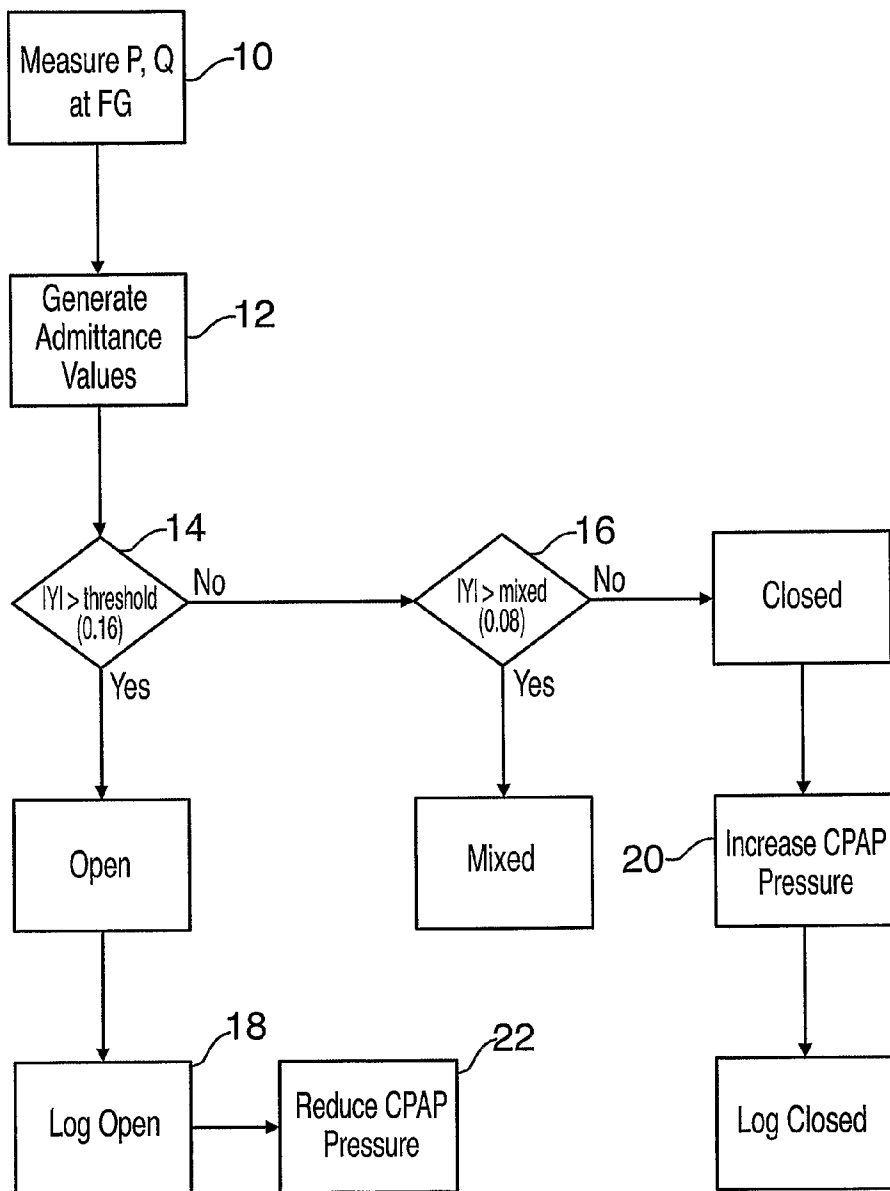 Measure P, Q
at FG
10
Generate
Admittance
Values
12
14
|Y| > threshold
(0.16)
No
Yes
16
|Y| > mixed
(0.08)
No
Yes
Closed
Open
Mixed
20
Increase CPAP
Pressure
18
Log Open
22
Reduce CPAP
Pressure
Log Closed